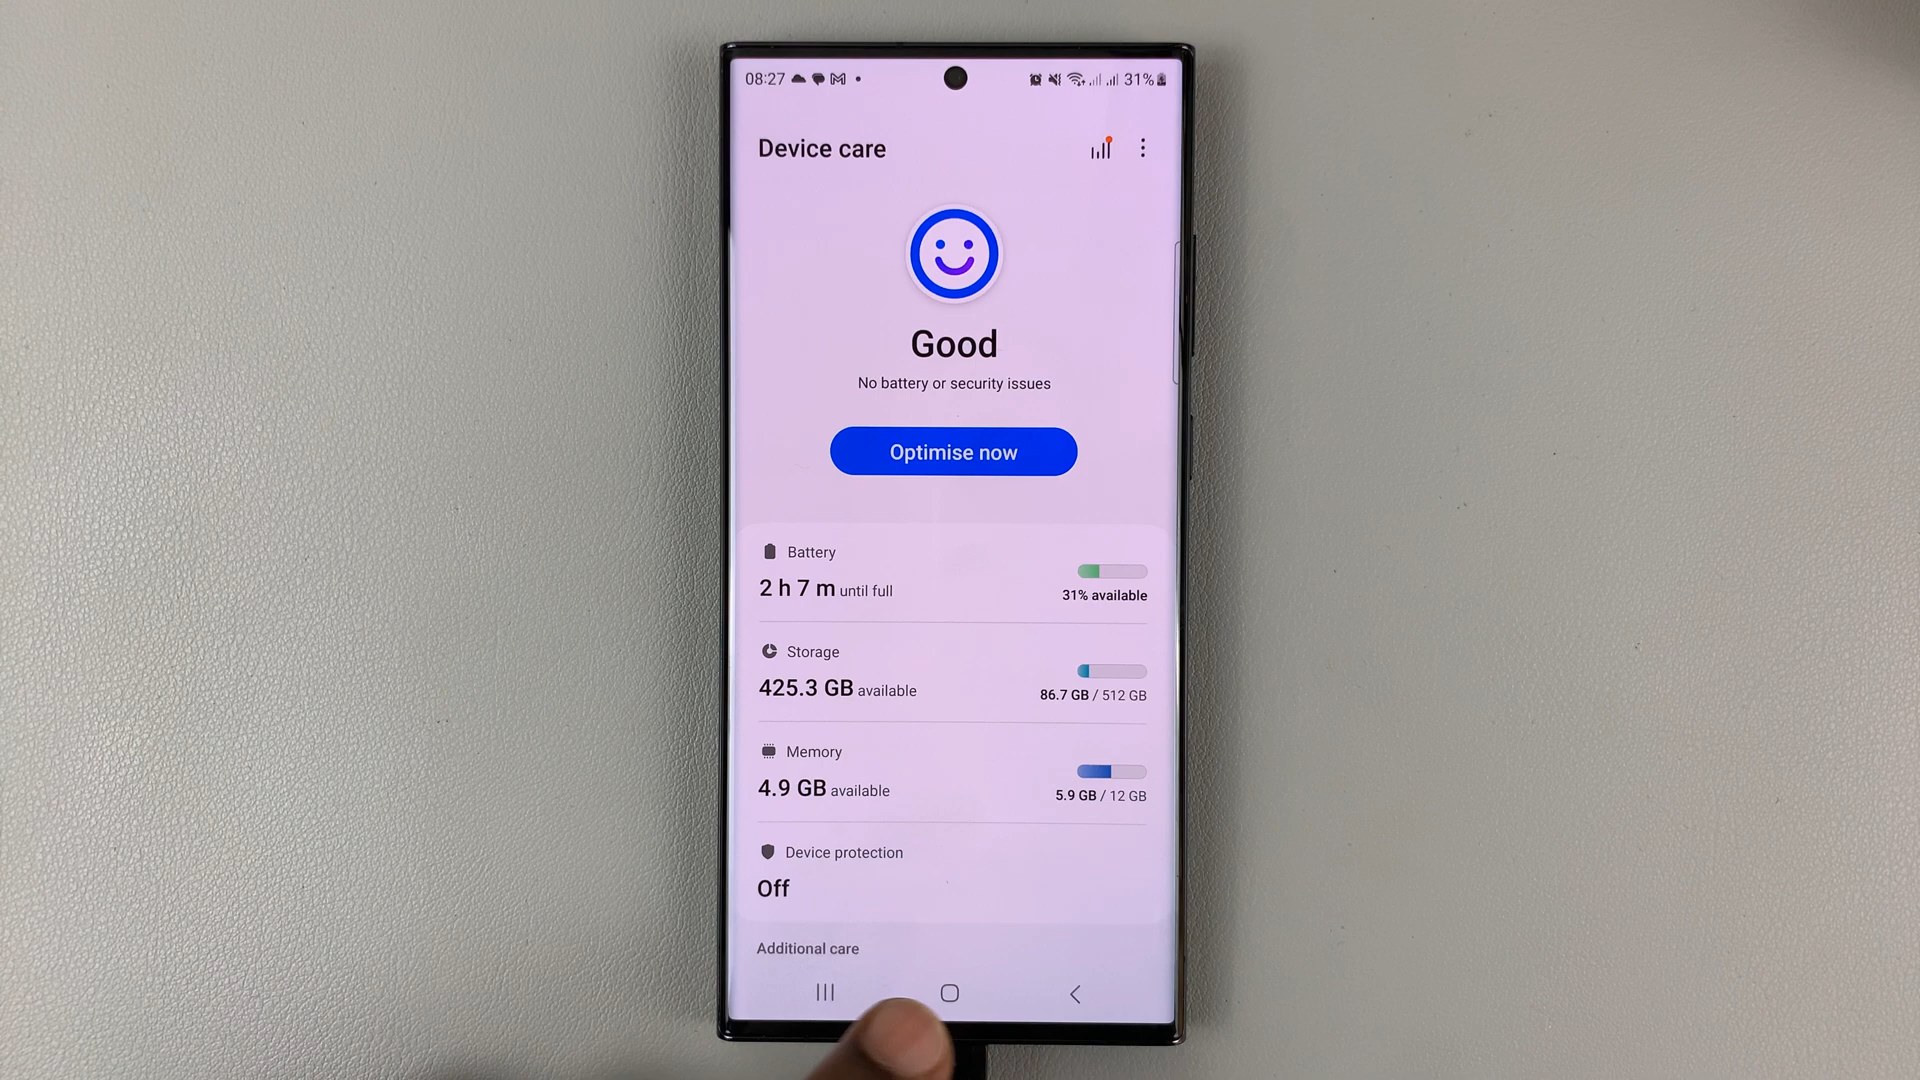 08:27 31%
Device care
Good
No battery or security issues
Optimise now
Battery
2 h 7 m until full
31% available
Storage
425.3 GB available
86.7 GB / 512 GB
Memory
4.9 GB available
5.9 GB / 12 GB
Device protection
Off
Additional care